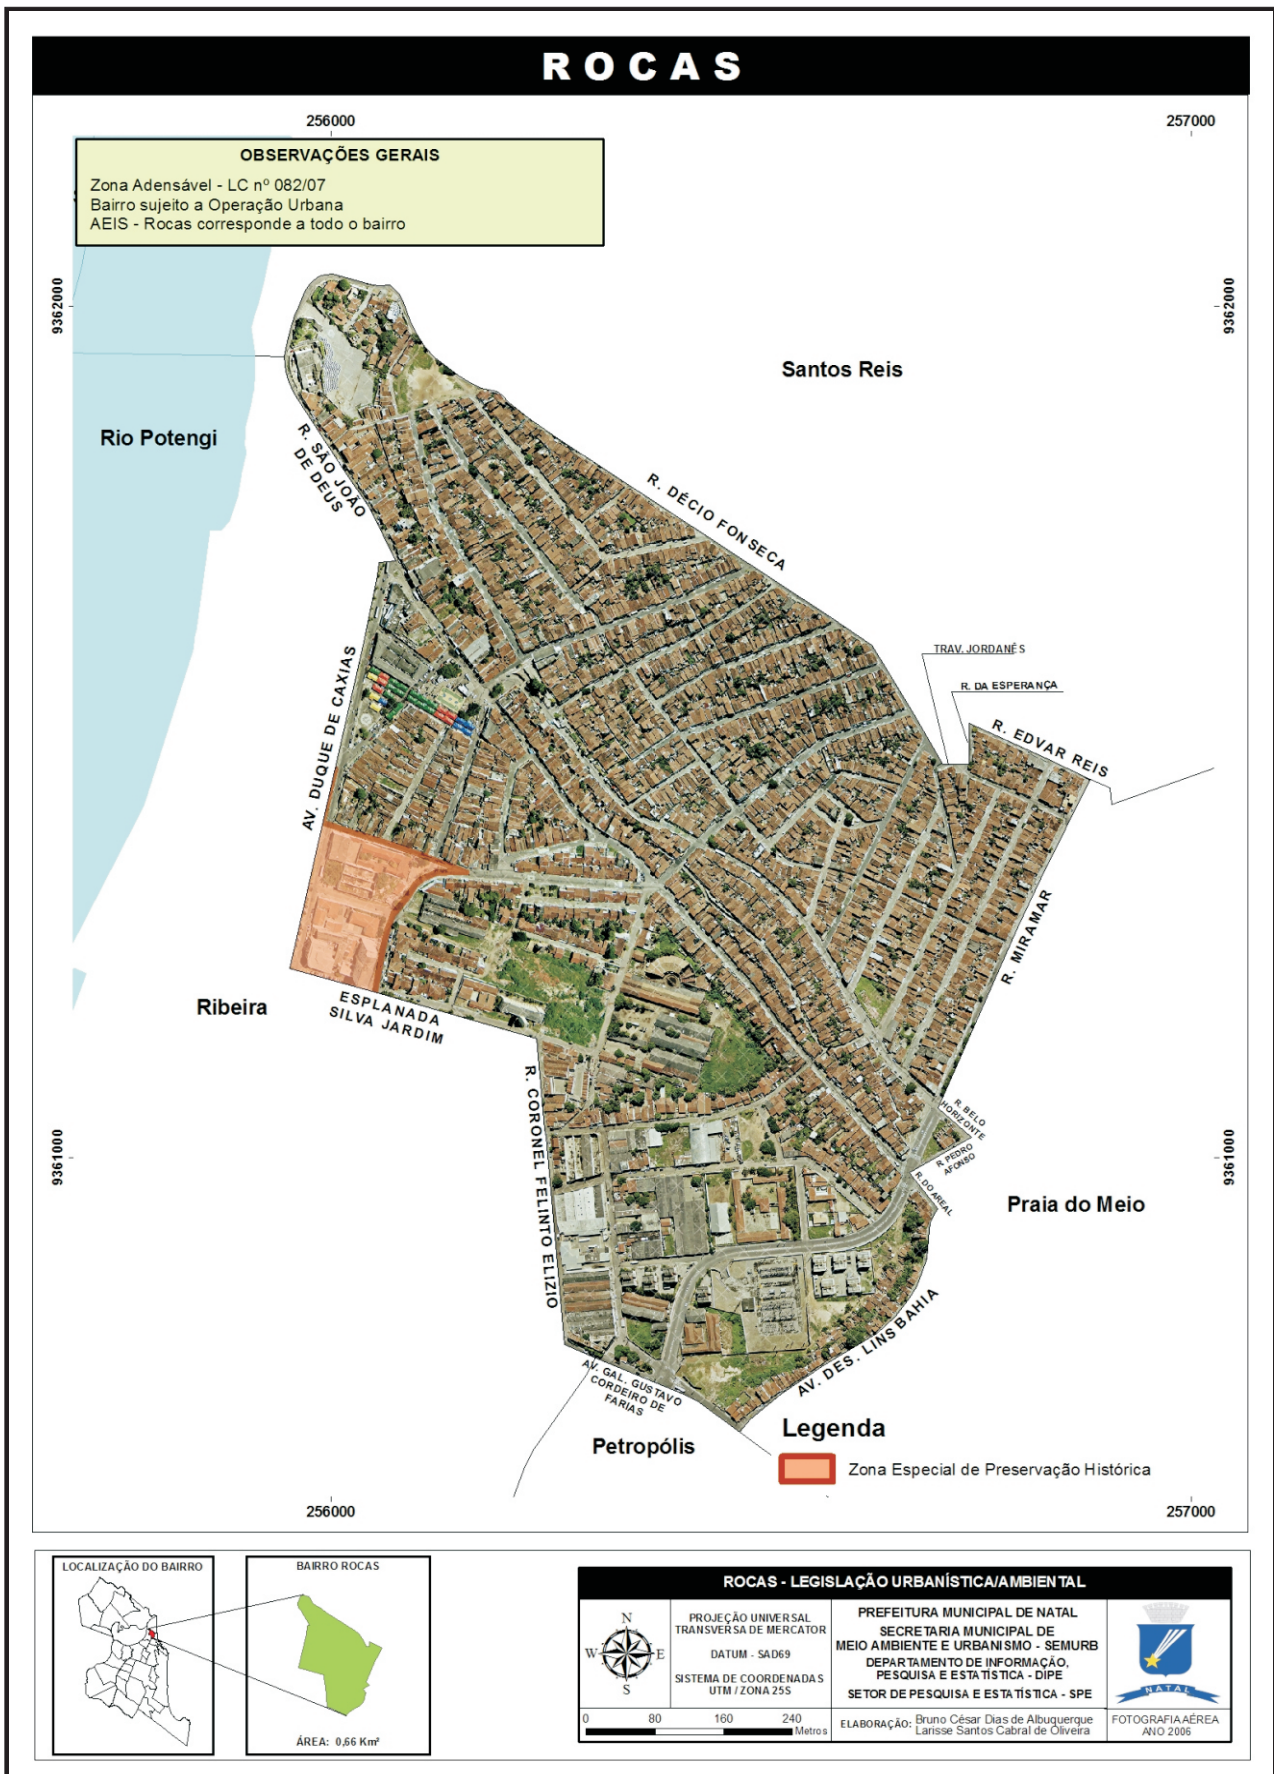 ROCAS
256000
257000
OBSERVAÇÕES GERAIS
Zona Adensável - LC nº 082/07
Bairro sujeito a Operação Urbana
AEIS - Rocas corresponde a todo o bairro
9362000
9362000
Santos Reis
Rio Potengi
R. SÃO JOÃO
DE DEUS
R. DÉCIO FONSECA
TRAV. JORDANÊS
R. DA ESPERANÇA
R. EDVAR REIS
AV. DUQUE DE CAXIAS
R. MIRAMAR
Ribeira
ESPLANADA
SILVA JARDIM
R. CORONEL FELINTO ELIZIO
R. BELO
HORIZONTE
R. PEDRO
AFONSO
R. DO AREAL
9361000
9361000
Praia do Meio
AV. DES. LINS BAHIA
AV. GAL. GUSTAVO
CORDEIRO DE
FARIAS
Petropólis
Legenda
Zona Especial de Preservação Histórica
256000
257000
LOCALIZAÇÃO DO BAIRRO
BAIRRO ROCAS
ÁREA: 0,66 Km²
ROCAS - LEGISLAÇÃO URBANÍSTICA/AMBIENTAL
N
W
E
S
PROJEÇÃO UNIVERSAL
TRANSVERSA DE MERCATOR
DATUM - SAD69
SISTEMA DE COORDENADAS
UTM / ZONA 25S
PREFEITURA MUNICIPAL DE NATAL
SECRETARIA MUNICIPAL DE
MEIO AMBIENTE E URBANISMO - SEMURB
DEPARTAMENTO DE INFORMAÇÃO,
PESQUISA E ESTATÍSTICA - DIPE
SETOR DE PESQUISA E ESTATÍSTICA - SPE
NATAL
0 80 160 240
Metros
ELABORAÇÃO: Bruno César Dias de Albuquerque
Larisse Santos Cabral de Oliveira
FOTOGRAFIA AÉREA
ANO 2006